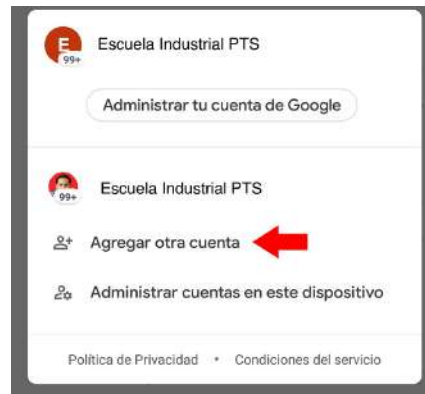 E
99+
Escuela Industrial PTS
Administrar tu cuenta de Google
99+
Escuela Industrial PTS
Agregar otra cuenta
Administrar cuentas en este dispositivo
Política de Privacidad • Condiciones del servicio